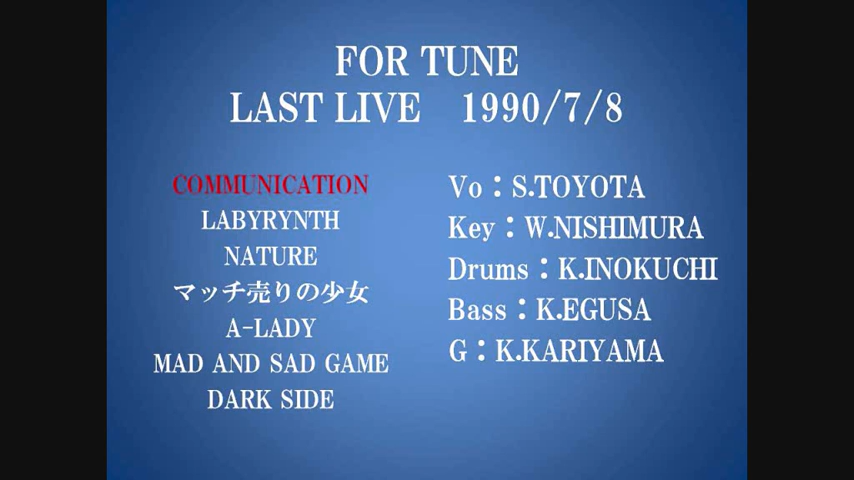 FOR TUNE
LAST LIVE　1990/7/8
COMMUNICATION
LABYRYNTH
NATURE
マッチ売りの少女
A-LADY
MAD AND SAD GAME
DARK SIDE
Vo：S.TOYOTA
Key：W.NISHIMURA
Drums：K.INOKUCHI
Bass：K.EGUSA
G：K.KARIYAMA